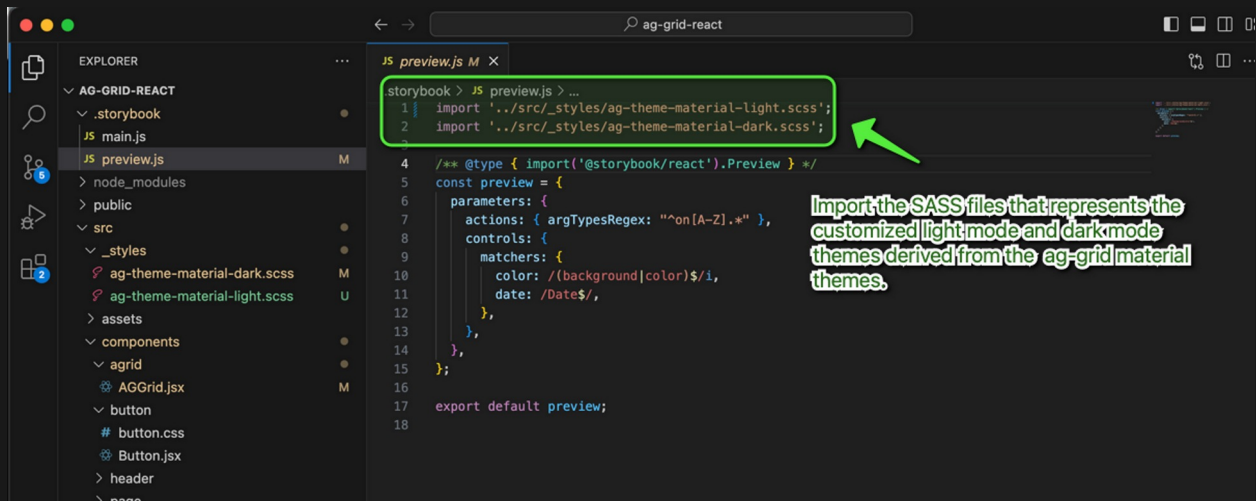 ag-grid-react
EXPLORER
AG-GRID-REACT
.storybook
JS main.js
JS preview.js M
node_modules
public
src
_styles
ag-theme-material-dark.scss M
ag-theme-material-light.scss U
assets
components
agrid
AGGrid.jsx M
button
# button.css
Button.jsx
header
5
2
JS preview.js M
.storybook > JS preview.js > ...
1 import '../src/_styles/ag-theme-material-light.scss';
2 import '../src/_styles/ag-theme-material-dark.scss';
3
4 /** @type { import('@storybook/react').Preview } */
5 const preview = {
6 parameters: {
7 actions: { argTypesRegex: "^on[A-Z].*" },
8 controls: {
9 matchers: {
10 color: /(background|color)$/i,
11 date: /Date$/,
12 },
13 },
14 },
15 };
16
17 export default preview;
18
Import the SASS files that represents the
customized light mode and dark mode
themes derived from the ag-grid material
themes.